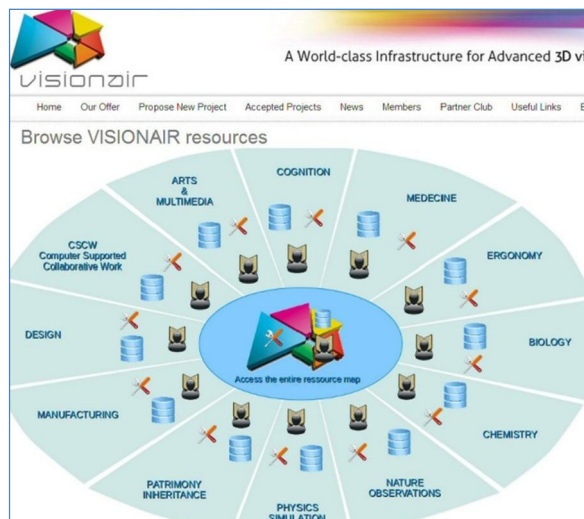 visionair
A World-class Infrastructure for Advanced 3D vi
Home Our Offer Propose New Project Accepted Projects News Members Partner Club Useful Links E
Browse VISIONAIR resources
COGNITION
ARTS
&
MULTIMEDIA
MEDECINE
CSCW
Computer Supported
Collaborative Work
ERGONOMY
DESIGN
BIOLOGY
Access the entire ressource map
MANUFACTURING
CHEMISTRY
PATRIMONY
INHERITANCE
NATURE
OBSERVATIONS
PHYSICS
SIMULATION